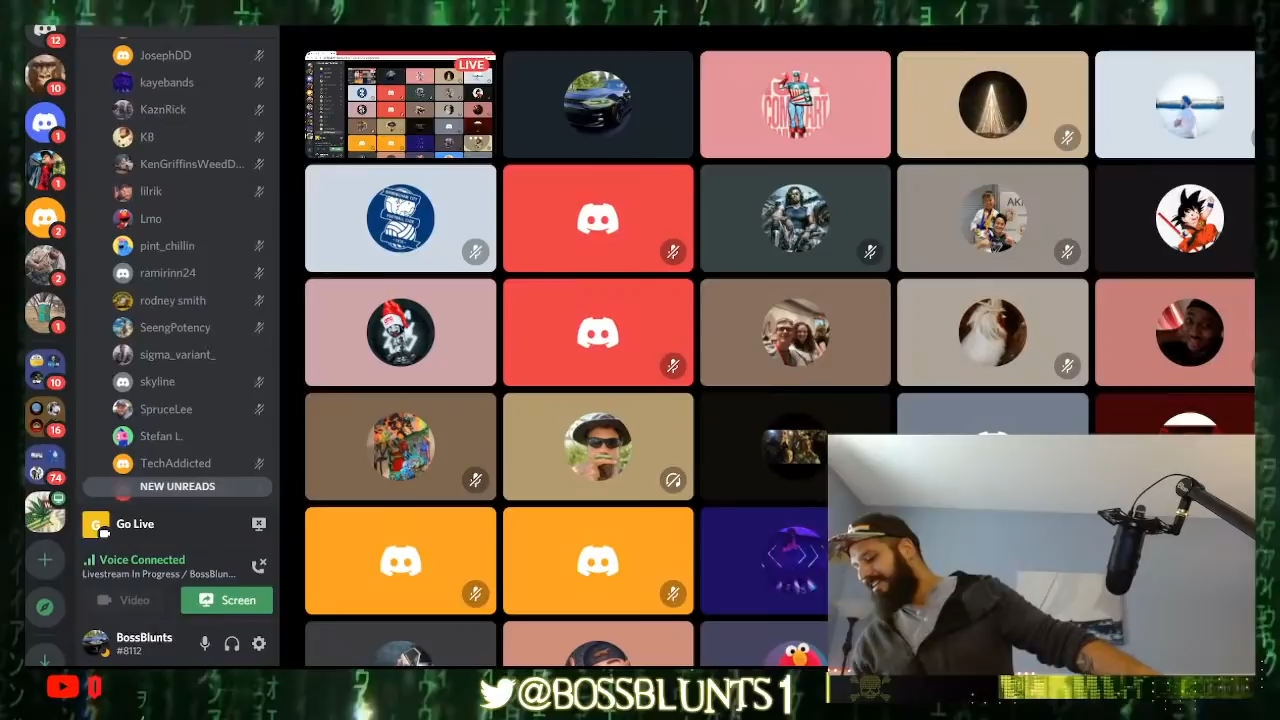 12
10
1
1
2
2
1
10
16
74
JosephDD
kayebands
KaznRick
KB
KenGriffinsWeedD...
lilrik
Lmo
pint_chillin
ramirinn24
rodney smith
SeengPotency
sigma_variant_
skyline
SpruceLee
Stefan L.
TechAddicted
NEW UNREADS
G
Go Live
Voice Connected
Livestream In Progress / BossBlun...
Video
Screen
BossBlunts
#8112
LIVE
AKA
@BOSSBLUNTS1